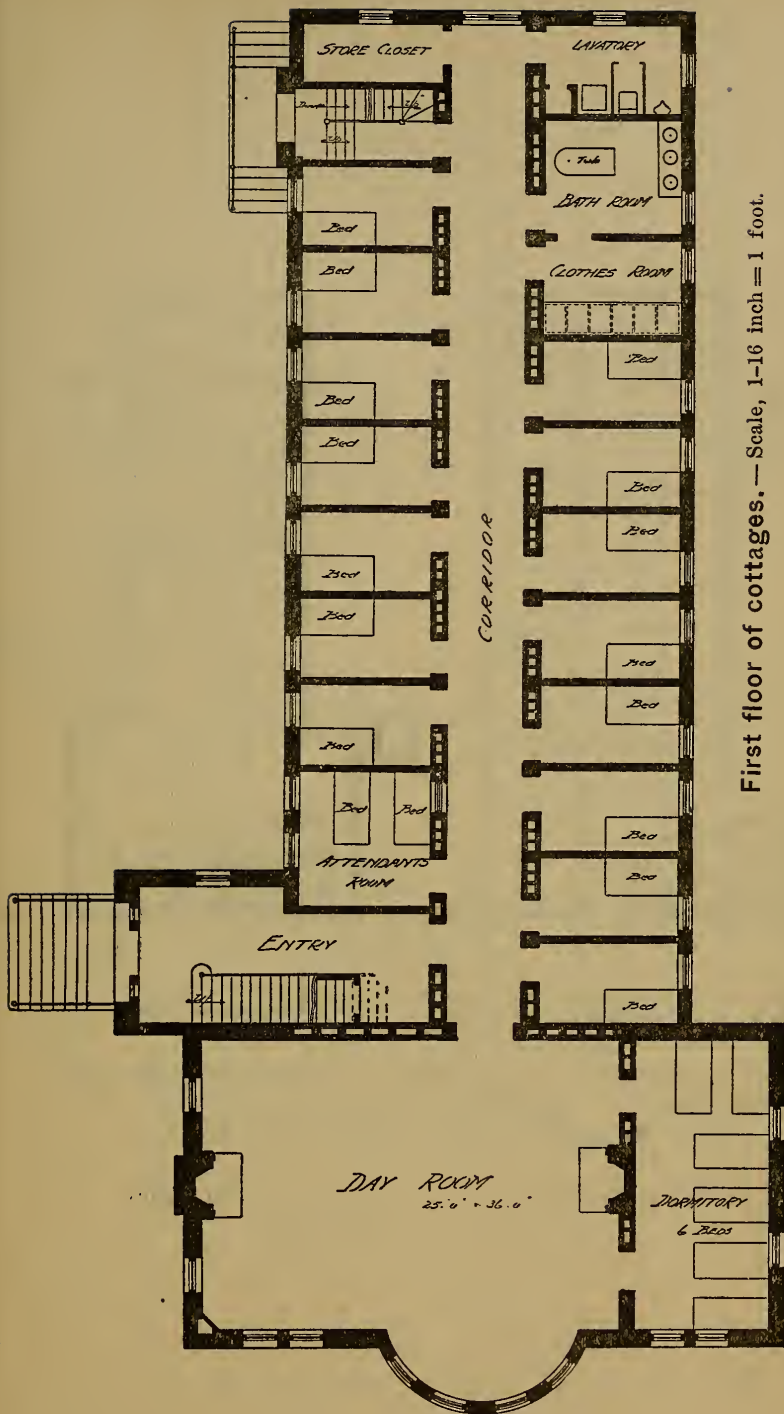 STORE CLOSET
LAVATORY
Down
Up
Tub
BATH ROOM
Bed
Bed
CLOTHES ROOM
Bed
Bed
Bed
Bed
Bed
CORRIDOR
Bed
Bed
Bed
Bed
Bed
Bed
Bed Bed
Bed
ATTENDANTS
ROOM
Bed
ENTRY
Bed
DAY ROOM
25'.0" × 36.0"
DORMITORY
6 BEDS
First floor of cottages. — Scale, 1-16 inch = 1 foot.